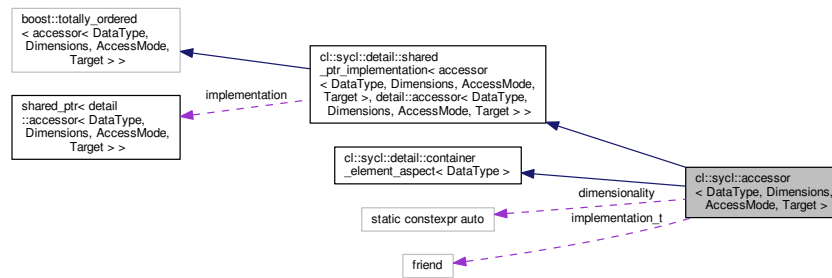 boost::totally_ordered
< accessor< DataType,
Dimensions, AccessMode,
Target > >
shared_ptr< detail
::accessor< DataType,
Dimensions, AccessMode,
Target > >
implementation
cl::sycl::detail::shared
_ptr_implementation< accessor
< DataType, Dimensions, AccessMode,
Target >, detail::accessor< DataType,
Dimensions, AccessMode, Target > >
cl::sycl::detail::container
_element_aspect< DataType >
static constexpr auto
friend
dimensionality
implementation_t
cl::sycl::accessor
< DataType, Dimensions,
AccessMode, Target >